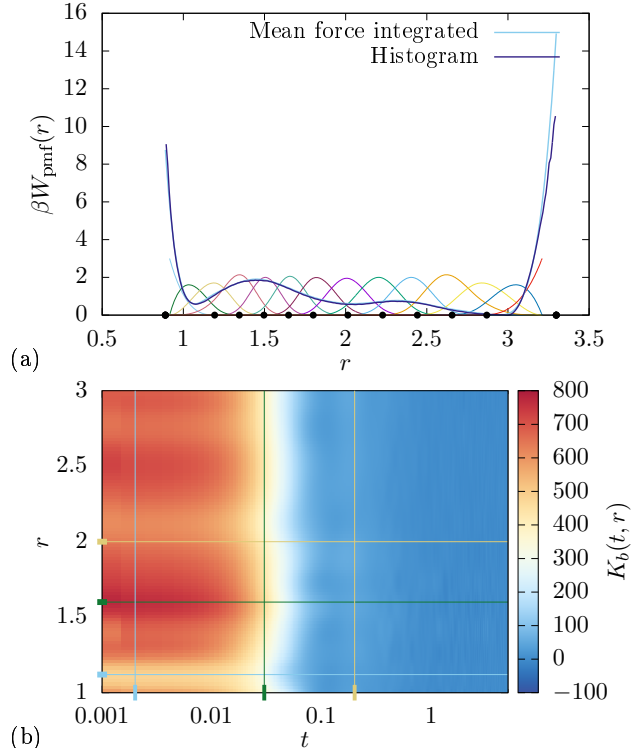 16
14
12
10
8
6
4
2
0
βW_pmf(r)
Mean force integrated
Histogram
0.5 1 1.5 2 2.5 3 3.5
r
(a)
3
2.5
2
1.5
1
r
0.001 0.01 0.1 1
t
800
700
600
500
400
300
200
100
0
−100
K_b(t, r)
(b)